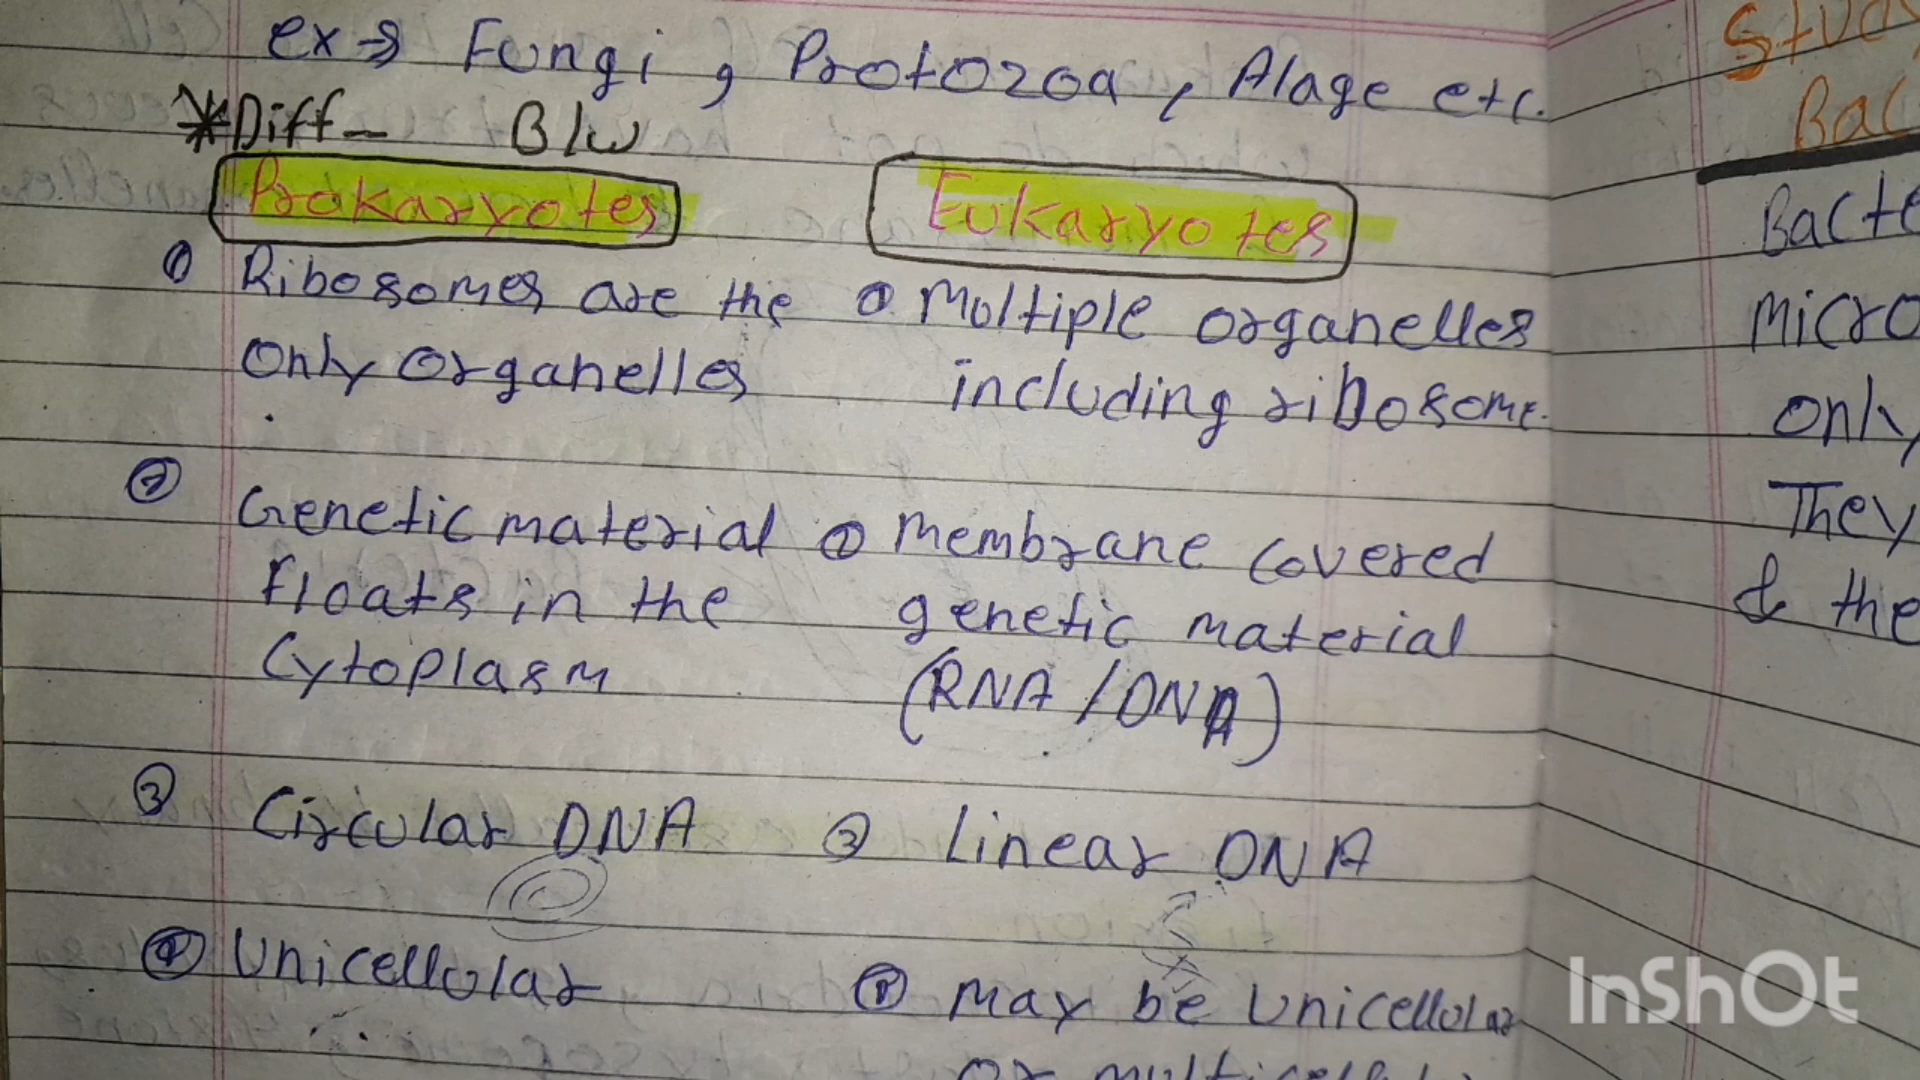 ex → Fungi, Protozoa, Alage etc.
*Diff- B/w
Prokaryotes Eukaryotes
① Ribosomes are the ① Multiple organelles
only organelles including ribosome.
② Genetic material ② Membrane covered
floats in the genetic material
cytoplasm (RNA/DNA)
③ Circular DNA ③ Linear DNA
④ Unicellular ④ May be Unicellular
or
Bacte
Micro
only
They
& the
InShOt